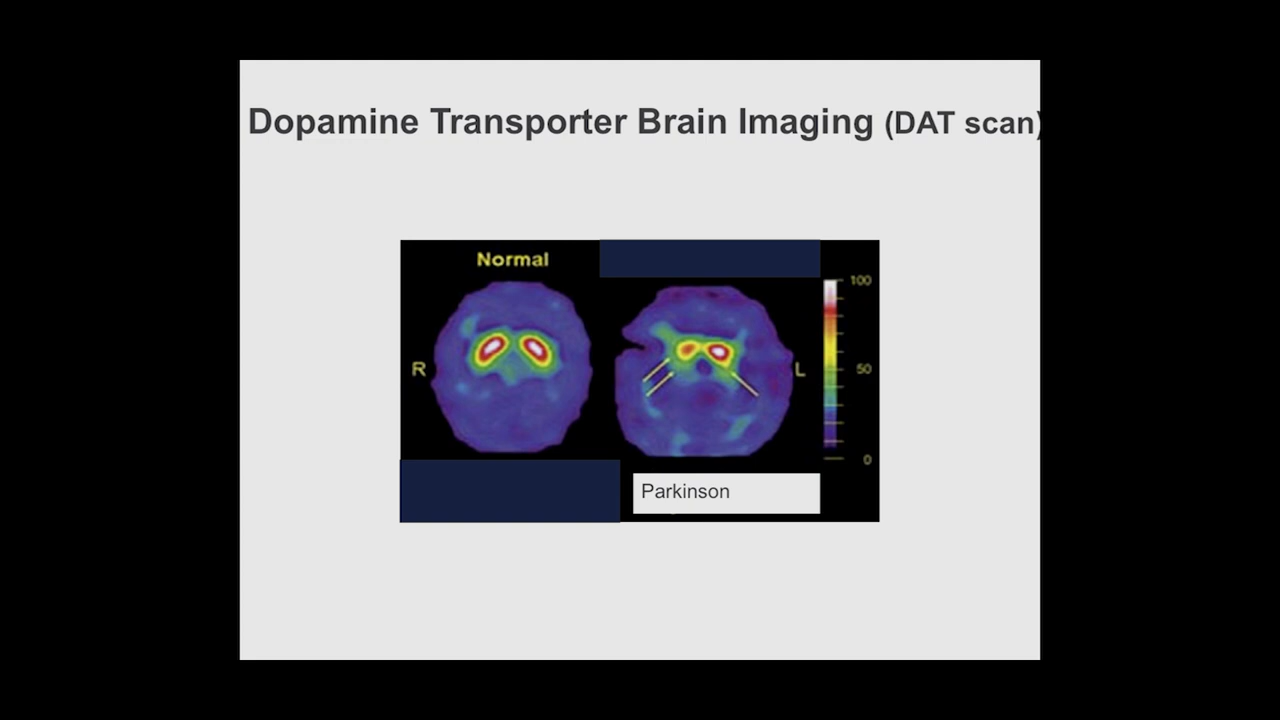 Dopamine Transporter Brain Imaging (DAT scan)
Normal
100
R
L
50
0
Parkinson